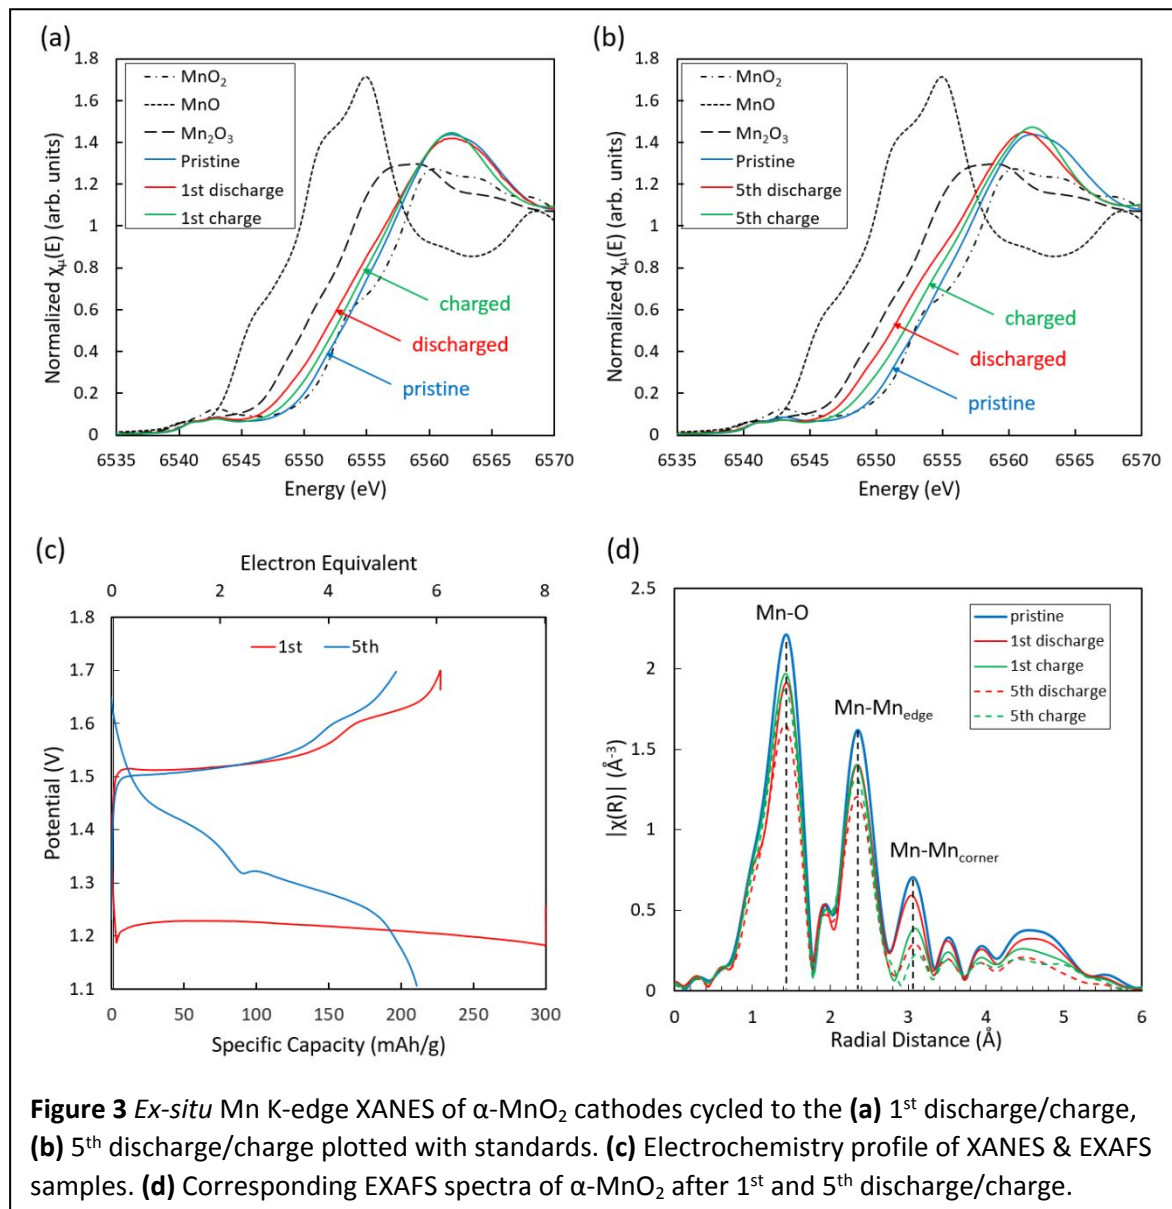 (a)
1.8
1.6
1.4
1.2
1
0.8
0.6
0.4
0.2
0
Normalized χμ(E) (arb. units)
MnO₂
MnO
Mn₂O₃
Pristine
1st discharge
1st charge
charged
discharged
pristine
6535 6540 6545 6550 6555 6560 6565 6570
Energy (eV)
(b)
1.8
1.6
1.4
1.2
1
0.8
0.6
0.4
0.2
0
Normalized χμ(E) (arb. units)
MnO₂
MnO
Mn₂O₃
Pristine
5th discharge
5th charge
charged
discharged
pristine
6535 6540 6545 6550 6555 6560 6565 6570
Energy (eV)
(c)
Electron Equivalent
0 2 4 6 8
1.8
1.7
1.6
1.5
1.4
1.3
1.2
1.1
Potential (V)
1st 5th
0 50 100 150 200 250 300
Specific Capacity (mAh/g)
(d)
2.5
2
1.5
1
0.5
0
|χ(R)| (Å⁻³)
Mn-O
Mn-Mnedge
Mn-Mncorner
pristine
1st discharge
1st charge
5th discharge
5th charge
0 1 2 3 4 5 6
Radial Distance (Å)
Figure 3 Ex-situ Mn K-edge XANES of α-MnO₂ cathodes cycled to the (a) 1st discharge/charge,
(b) 5th discharge/charge plotted with standards. (c) Electrochemistry profile of XANES & EXAFS
samples. (d) Corresponding EXAFS spectra of α-MnO₂ after 1st and 5th discharge/charge.